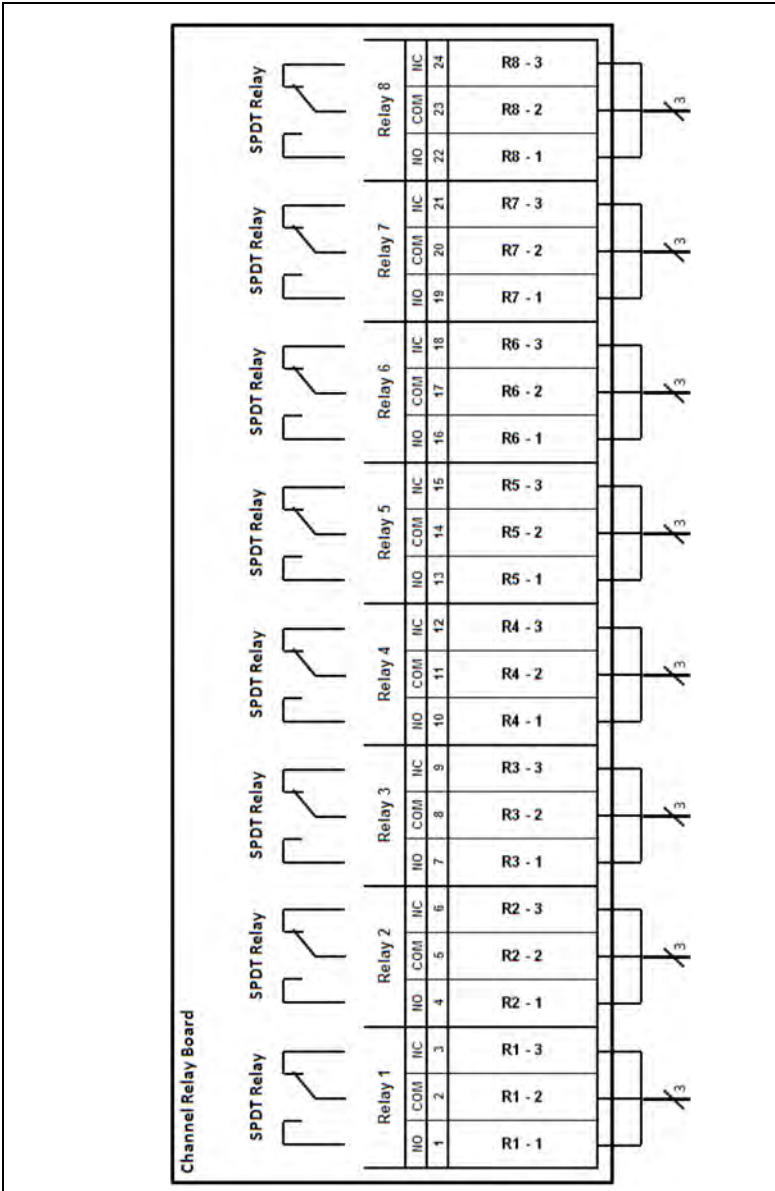 Channel Relay Board
SPDT Relay
Relay 8
NC 24 R8 - 3
COM 23 R8 - 2
NO 22 R8 - 1
3
SPDT Relay
Relay 7
NC 21 R7 - 3
COM 20 R7 - 2
NO 19 R7 - 1
3
SPDT Relay
Relay 6
NC 18 R6 - 3
COM 17 R6 - 2
NO 16 R6 - 1
3
SPDT Relay
Relay 5
NC 15 R5 - 3
COM 14 R5 - 2
NO 13 R5 - 1
3
SPDT Relay
Relay 4
NC 12 R4 - 3
COM 11 R4 - 2
NO 10 R4 - 1
3
SPDT Relay
Relay 3
NC 9 R3 - 3
COM 8 R3 - 2
NO 7 R3 - 1
3
SPDT Relay
Relay 2
NC 6 R2 - 3
COM 5 R2 - 2
NO 4 R2 - 1
3
SPDT Relay
Relay 1
NC 3 R1 - 3
COM 2 R1 - 2
NO 1 R1 - 1
3